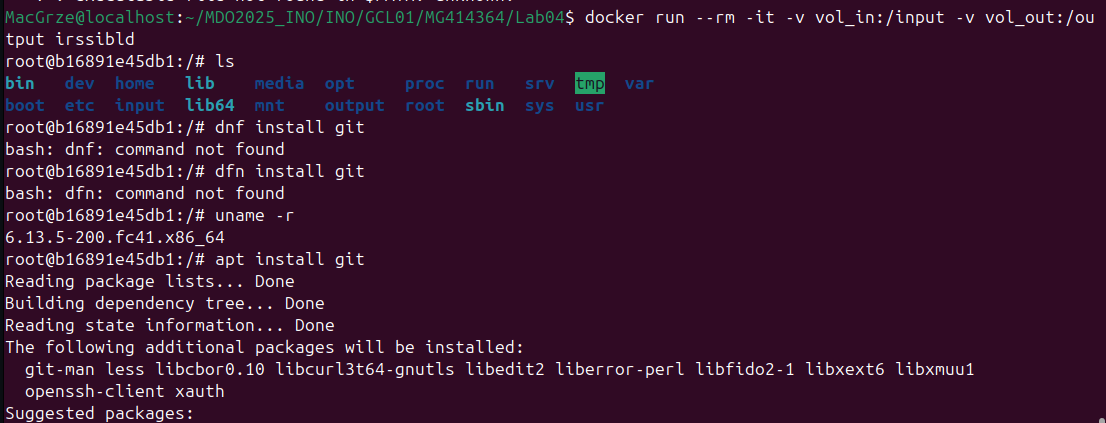 MacGrze@localhost:~/MDO2025_INO/INO/GCL01/MG414364/Lab04$ docker run --rm -it -v vol_in:/input -v vol_out:/ou
tput irssibld
root@b16891e45db1:/# ls
bin dev home lib media opt proc run srv tmp var
boot etc input lib64 mnt output root sbin sys usr
root@b16891e45db1:/# dnf install git
bash: dnf: command not found
root@b16891e45db1:/# dfn install git
bash: dfn: command not found
root@b16891e45db1:/# uname -r
6.13.5-200.fc41.x86_64
root@b16891e45db1:/# apt install git
Reading package lists... Done
Building dependency tree... Done
Reading state information... Done
The following additional packages will be installed:
git-man less libcbor0.10 libcurl3t64-gnutls libedit2 liberror-perl libfido2-1 libxext6 libxmuu1
openssh-client xauth
Suggested packages: